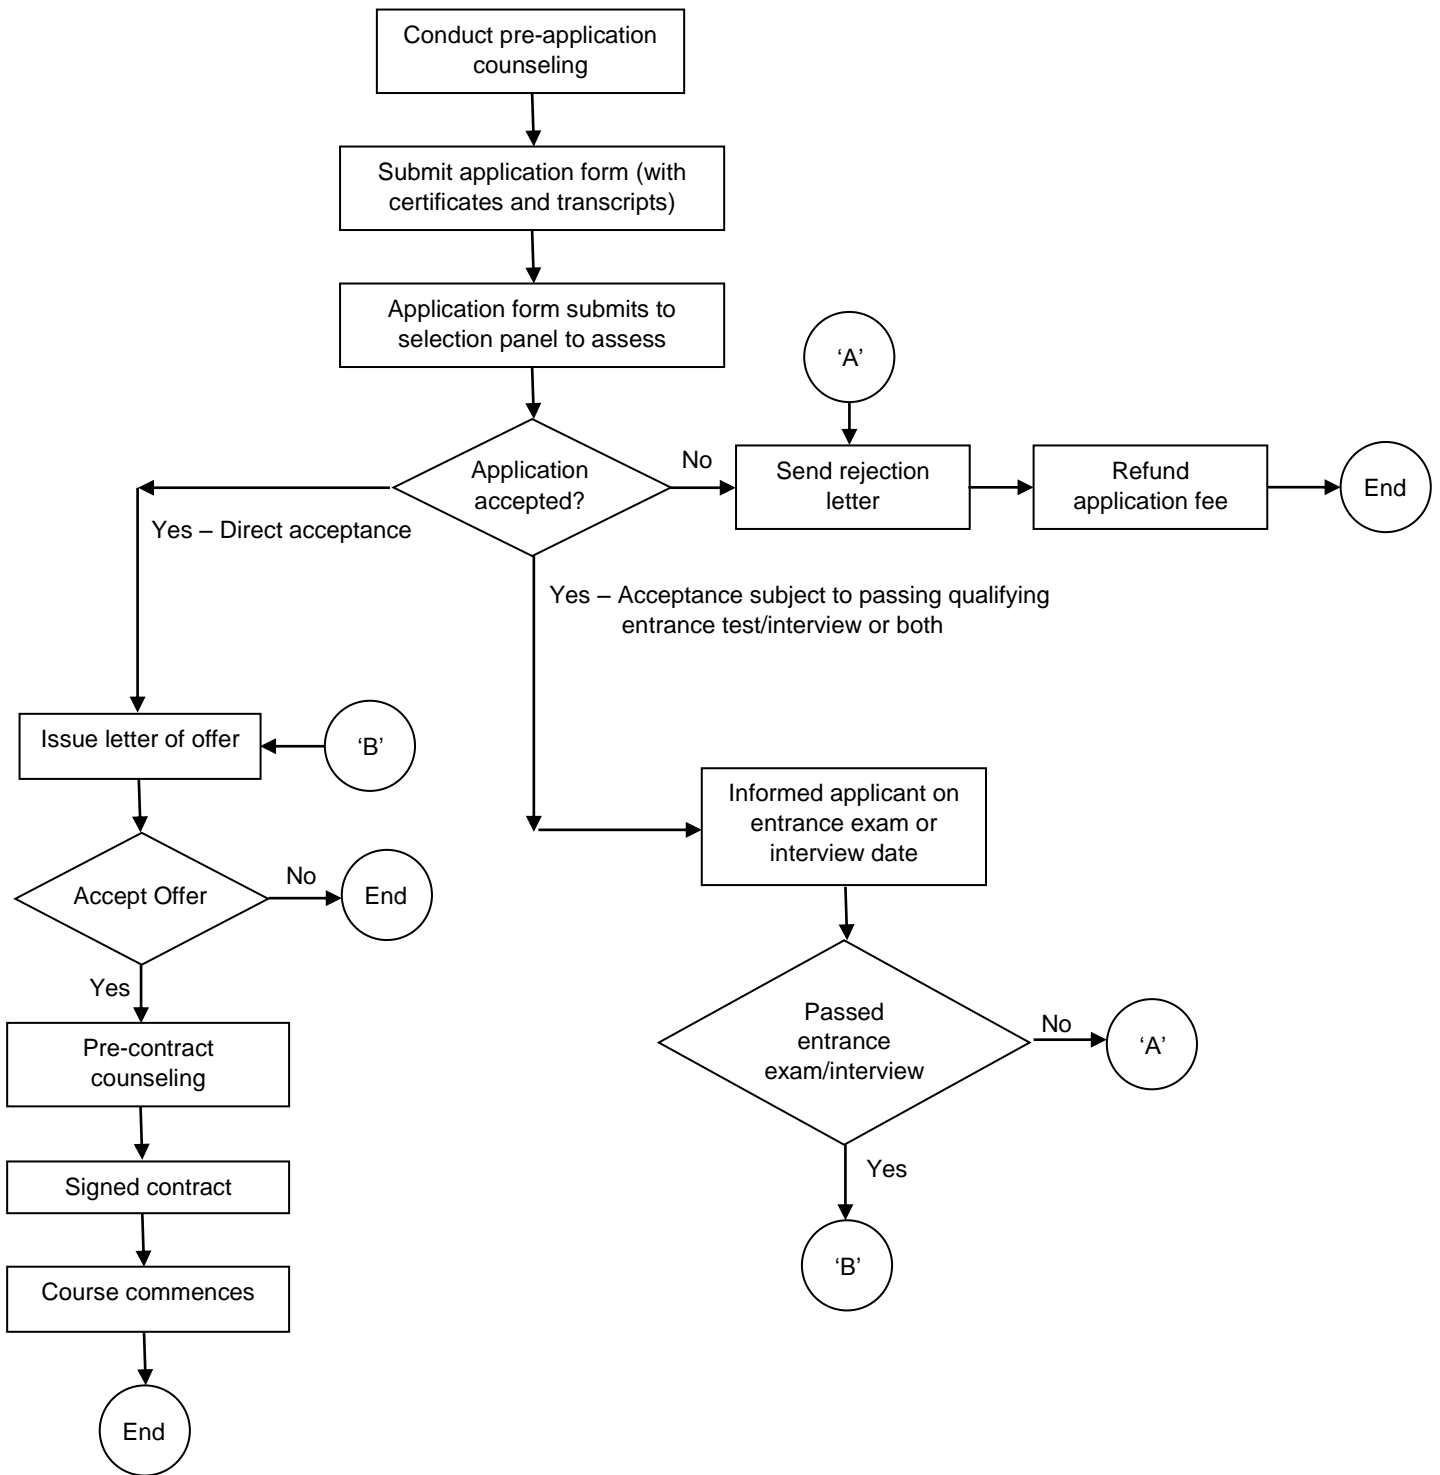 Conduct pre-application
counseling
Submit application form (with
certificates and transcripts)
Application form submits to
selection panel to assess
‘A’
Application
accepted?
No
Send rejection
letter
Refund
application fee
End
Yes – Direct acceptance
Yes – Acceptance subject to passing qualifying
entrance test/interview or both
Issue letter of offer
‘B’
Informed applicant on
entrance exam or
interview date
Accept Offer
No
End
Yes
Pre-contract
counseling
Passed
entrance
exam/interview
No
‘A’
Signed contract
Yes
‘B’
Course commences
End